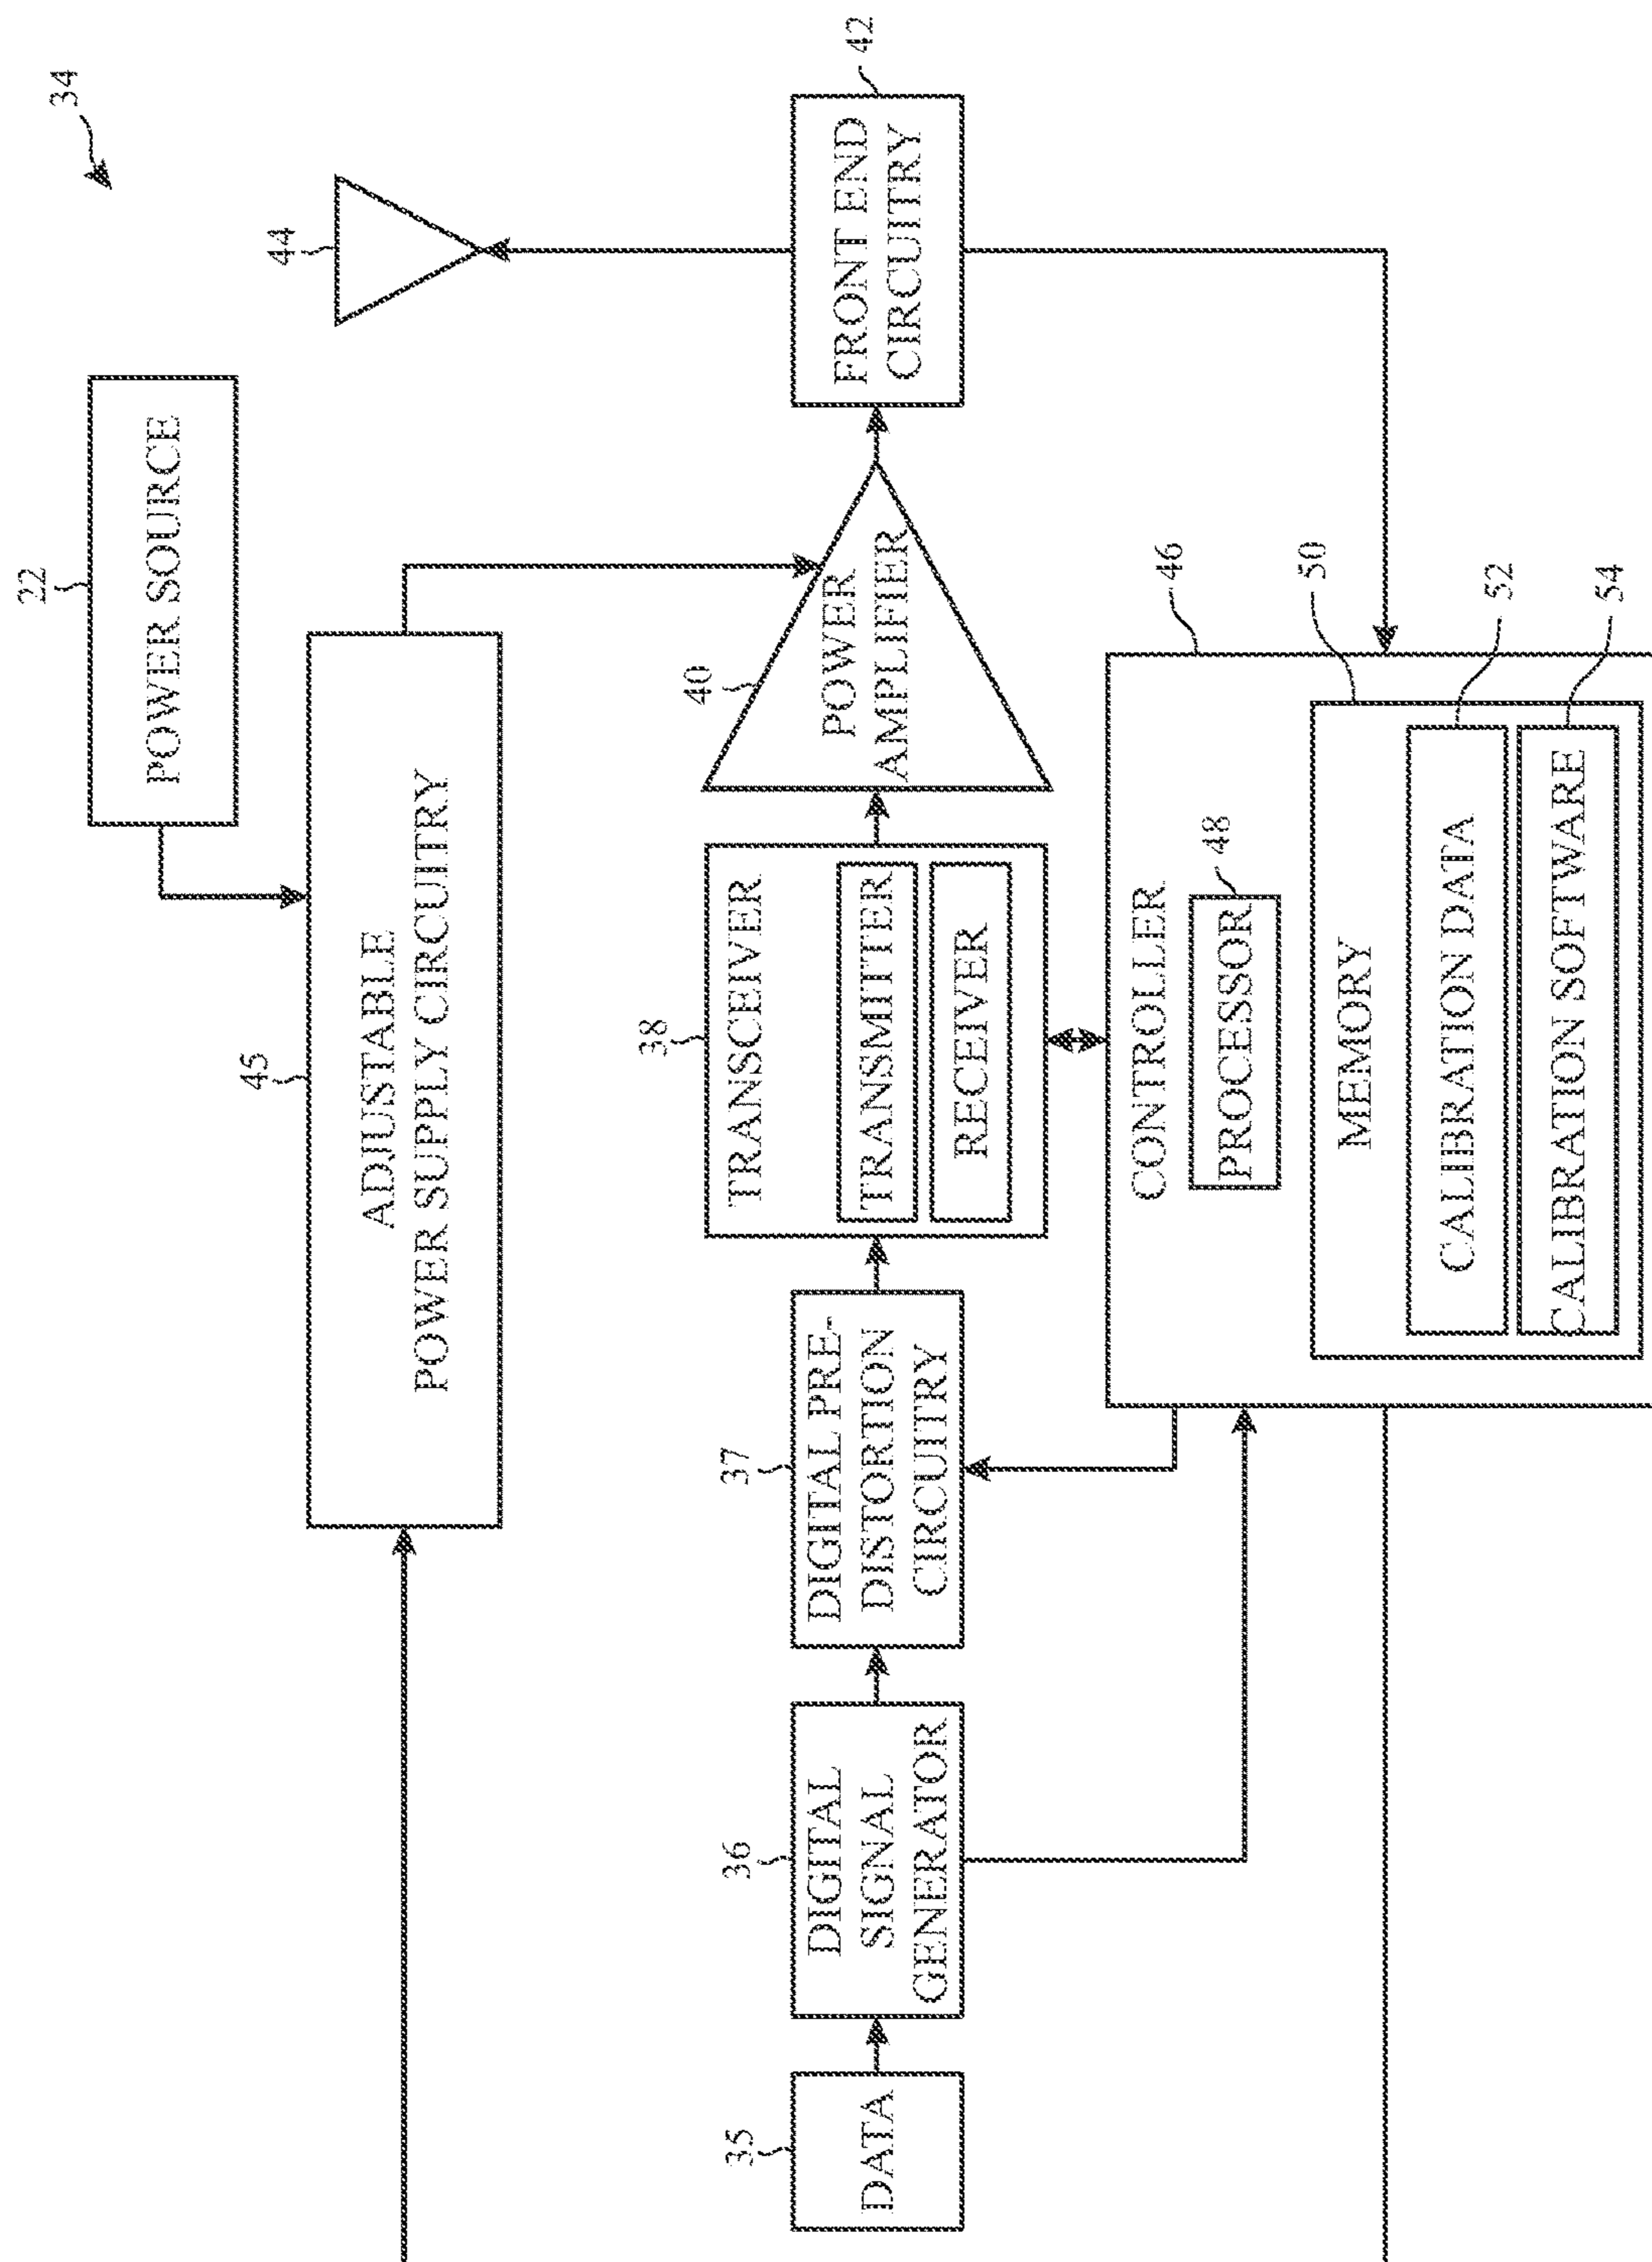 34
22
POWER SOURCE
44
45
ADJUSTABLE
POWER SUPPLY CIRCUITRY
35
DATA
36
DIGITAL
SIGNAL
GENERATOR
37
DIGITAL PRE-
DISTORTION
CIRCUITRY
38
TRANSCEIVER
TRANSMITER
RECEIVER
40
POWER
AMPLIFIER
FRONT END
CIRCUITRY
42
CONTROLLER
46
PROCESSOR
48
MEMORY
50
CALIBRATION DATA
52
CALIBRATION SOFTWARE
54